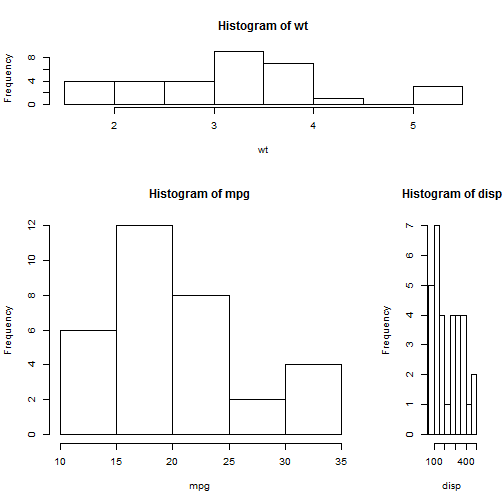 Histogram of wt
Frequency
0 4 8
2 3 4 5
wt
Histogram of mpg
Frequency
0 2 4 6 8 10 12
10 15 20 25 30 35
mpg
Histogram of disp
Frequency
0 1 2 3 4 5 6 7
100 400
disp